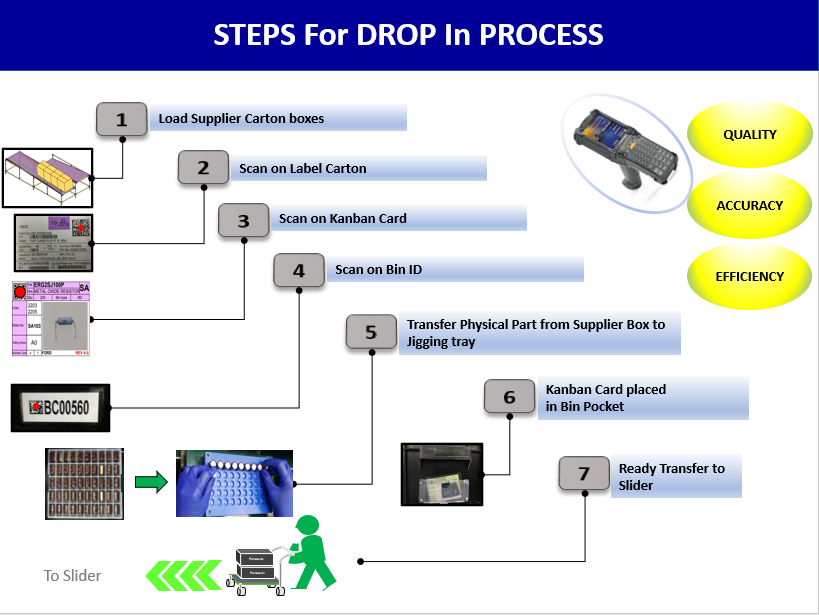 STEPS For DROP In PROCESS
1
Load Supplier Carton boxes
2
Scan on Label Carton
3
Scan on Kanban Card
4
Scan on Bin ID
5
Transfer Physical Part from Supplier Box to
Jigging tray
6
Kanban Card placed
in Bin Pocket
7
Ready Transfer to
Slider
QUALITY
ACCURACY
EFFICIENCY
ERG2SJ100P
METAL OXIDE RESISTOR
SA
2203
2205
SA103
A0
FORD
REV.4.0
BC00560
To Slider